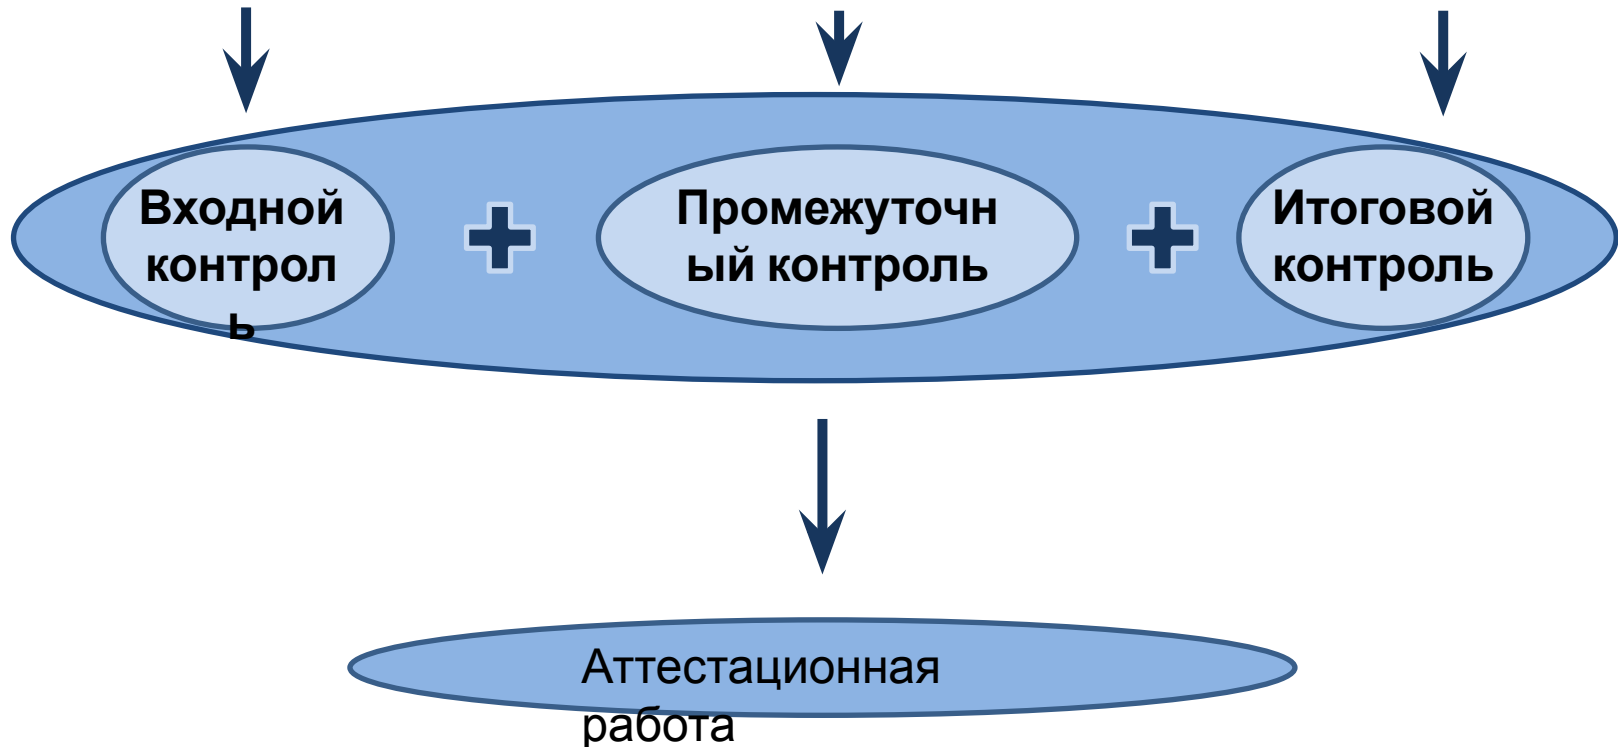 Входной
контрол
ь
Промежуточн
ый контроль
Итоговой
контроль
Аттестационная
работа